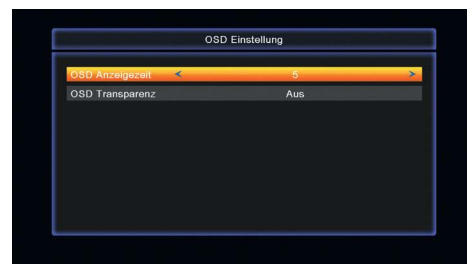 OSD Einstellung
OSD Anzeigezeit < 5 >
OSD Transparenz Aus